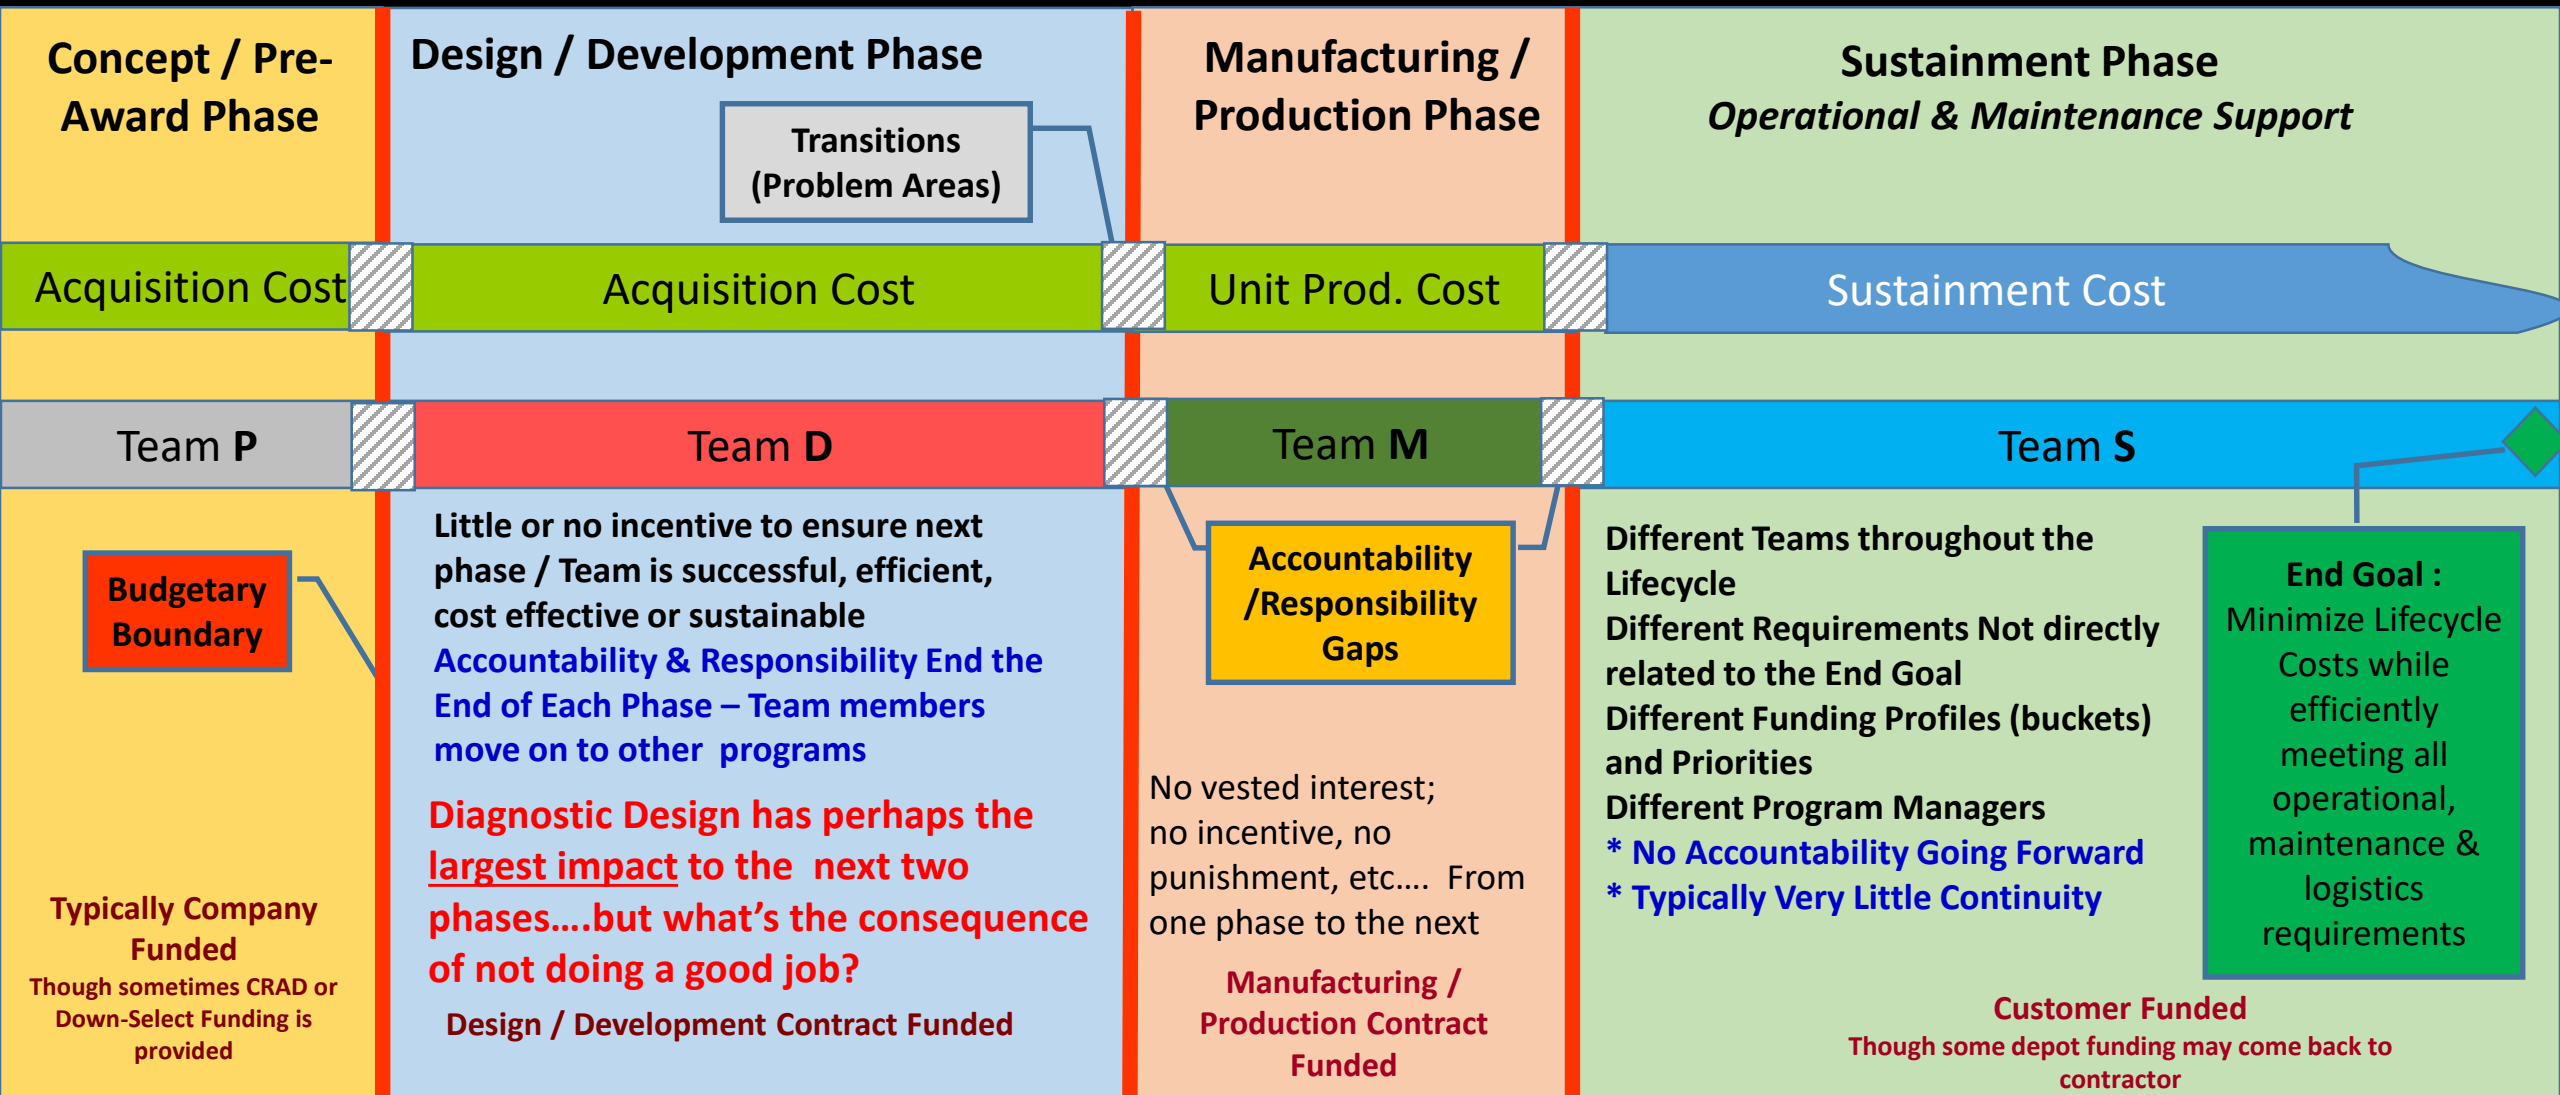 Concept / Pre-
Award Phase
Design / Development Phase
Manufacturing /
Production Phase
Sustainment Phase
Operational & Maintenance Support
Transitions
(Problem Areas)
Acquisition Cost
Acquisition Cost
Unit Prod. Cost
Sustainment Cost
Team P
Team D
Team M
Team S
Budgetary
Boundary
Typically Company
Funded
Though sometimes CRAD or
Down-Select Funding is
provided
Little or no incentive to ensure next
phase / Team is successful, efficient,
cost effective or sustainable
Accountability & Responsibility End the
End of Each Phase – Team members
move on to other  programs
Diagnostic Design has perhaps the
largest impact to the  next two
phases....but what's the consequence
of not doing a good job?
Design / Development Contract Funded
Accountability
/Responsibility
Gaps
No vested interest;
no incentive, no
punishment, etc....  From
one phase to the next
Manufacturing /
Production Contract
Funded
Different Teams throughout the
Lifecycle
Different Requirements Not directly
related to the End Goal
Different Funding Profiles (buckets)
and Priorities
Different Program Managers
* No Accountability Going Forward
* Typically Very Little Continuity
End Goal :
Minimize Lifecycle
Costs while
efficiently
meeting all
operational,
maintenance &
logistics
requirements
Customer Funded
Though some depot funding may come back to
contractor